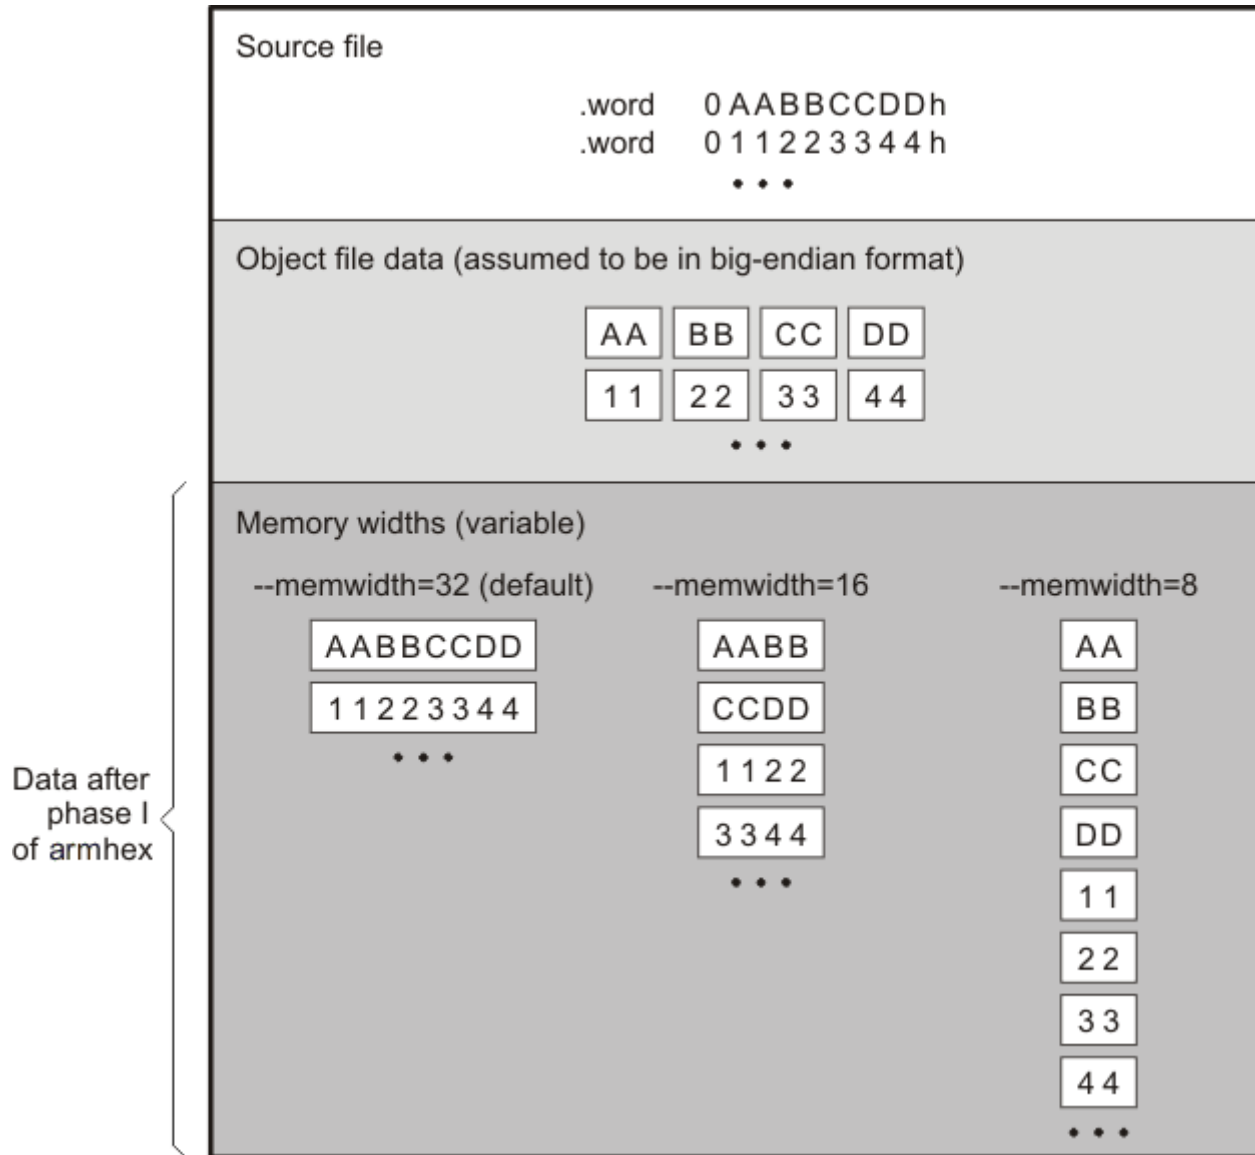 Source file
.word 0AABBCCDDh
.word 011223344h
• • •
Object file data (assumed to be in big-endian format)
AA BB CC DD
11 22 33 44
• • •
Memory widths (variable)
--memwidth=32 (default) --memwidth=16 --memwidth=8
AABBCCDD AABB AA
11223344 CCDD BB
• • • 1122 CC
3344 DD
• • • 11
22
33
44
• • •
Data after
phase I
of armhex